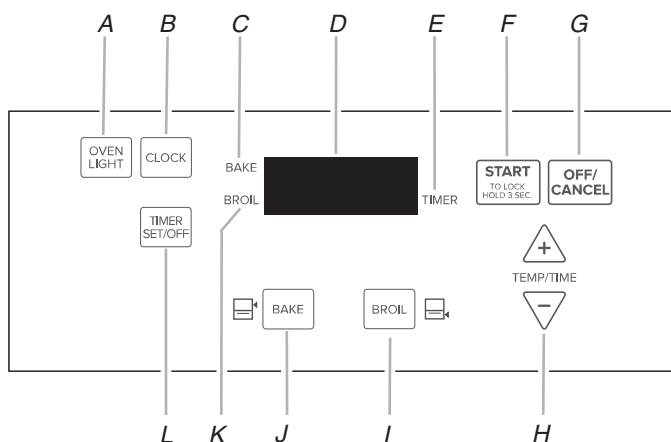 A B C D E F G
OVEN
LIGHT
CLOCK
BAKE
BROIL
TIMER
START
TO LOCK
HOLD 3 SEC.
OFF/
CANCEL
TIMER
SET/OFF
+
TEMP/TIME
−
BAKE
BROIL
L K J I H